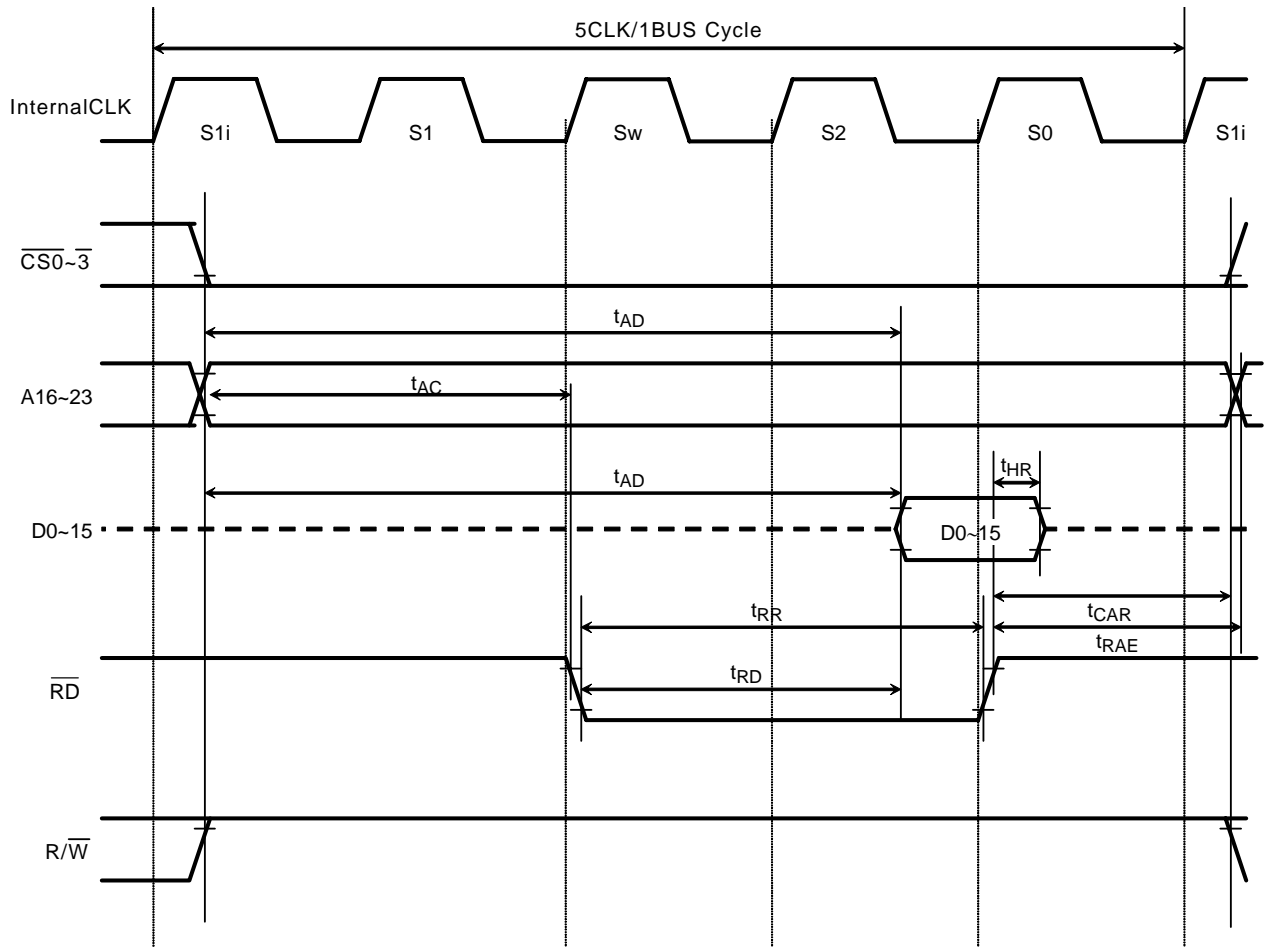 5CLK/1BUS Cycle
InternalCLK
S1i S1 Sw S2 S0 S1i
CS0~3
tAD
A16~23
tAC
tAD
tHR
D0~15
D0~15
tRR
tCAR
tRAE
RD
tRD
R/W